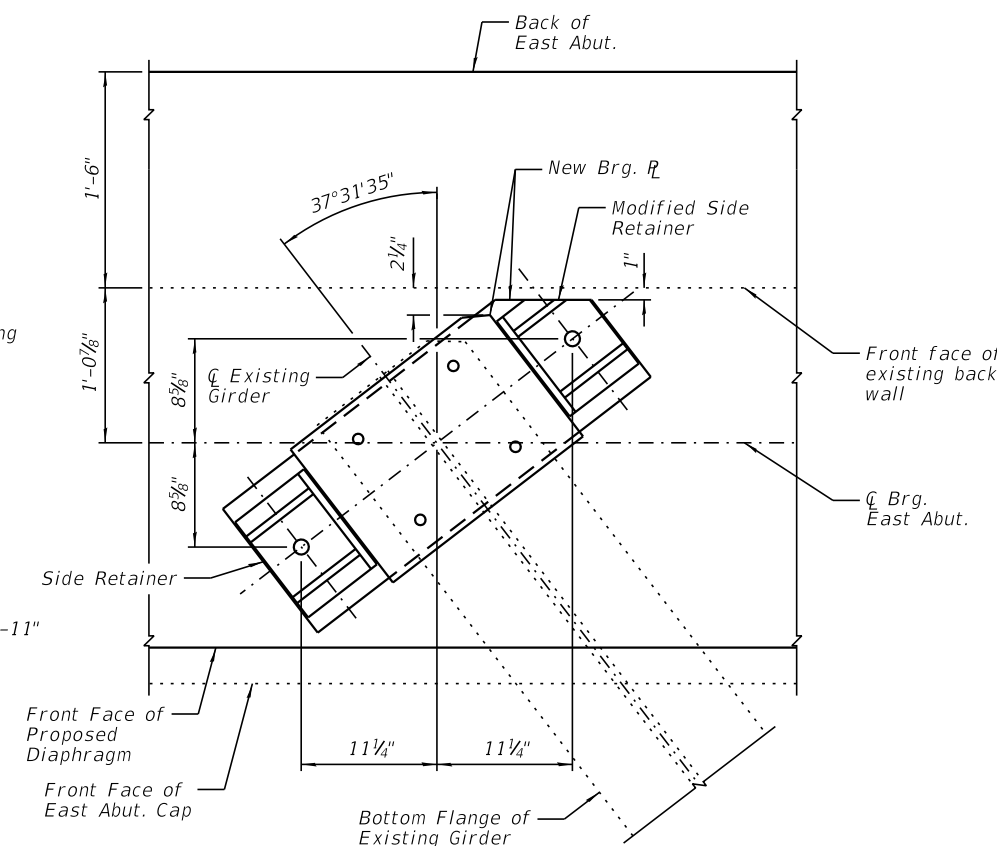 Back of
East Abut.
1'-6"
37°31'35"
New Brg. PL
Modified Side
Retainer
2¼"
1"
1'-0⅞"
ng
8⅝"
℄ Existing
Girder
Front face of
existing back
wall
8⅝"
℄ Brg.
East Abut.
Side Retainer
-11"
Front Face of
Proposed
Diaphragm
11¼"
11¼"
Front Face of
East Abut. Cap
Bottom Flange of
Existing Girder